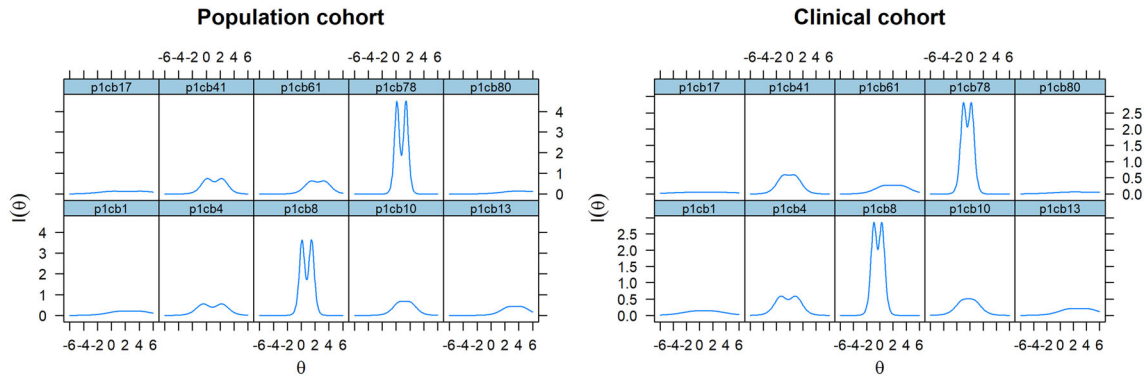 Population cohort
-6-4-2 0 2 4 6 -6-4-2 0 2 4 6
p1cb17 p1cb41 p1cb61 p1cb78 p1cb80
4
3
2
1
0
I(θ)
p1cb1 p1cb4 p1cb8 p1cb10 p1cb13
4
3
2
1
0
-6-4-2 0 2 4 6 -6-4-2 0 2 4 6 -6-4-2 0 2 4 6
θ
Clinical cohort
-6-4-2 0 2 4 6 -6-4-2 0 2 4 6
p1cb17 p1cb41 p1cb61 p1cb78 p1cb80
2.5
2.0
1.5
1.0
0.5
0.0
I(θ)
p1cb1 p1cb4 p1cb8 p1cb10 p1cb13
2.5
2.0
1.5
1.0
0.5
0.0
-6-4-2 0 2 4 6 -6-4-2 0 2 4 6 -6-4-2 0 2 4 6
θ